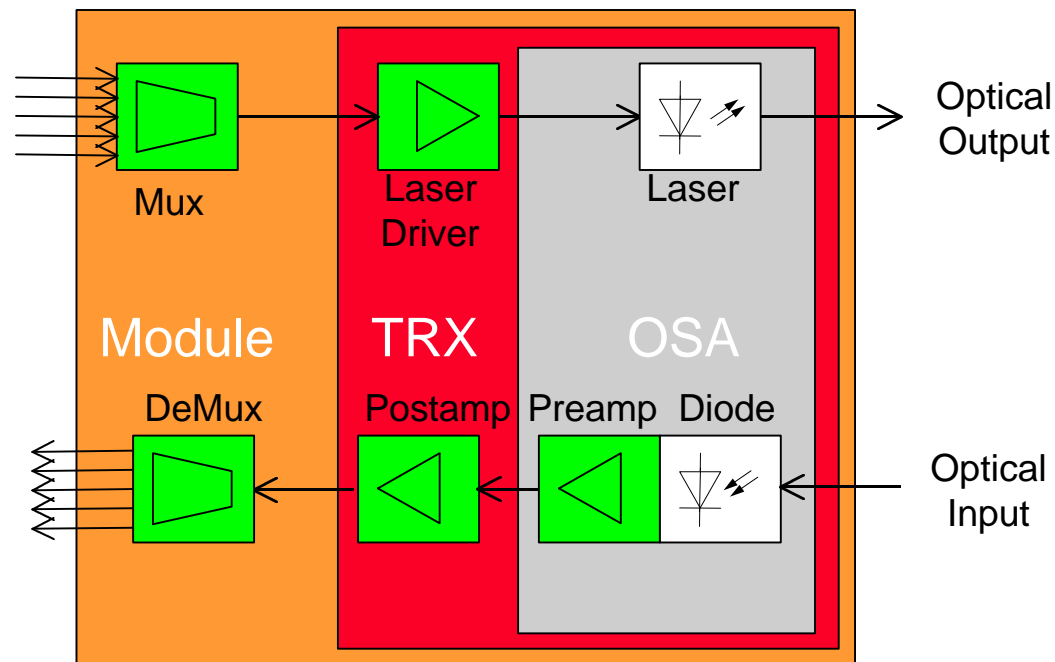 Optical
Output
Mux
Laser
Driver
Laser
Module
TRX
OSA
DeMux
Postamp
Preamp
Diode
Optical
Input